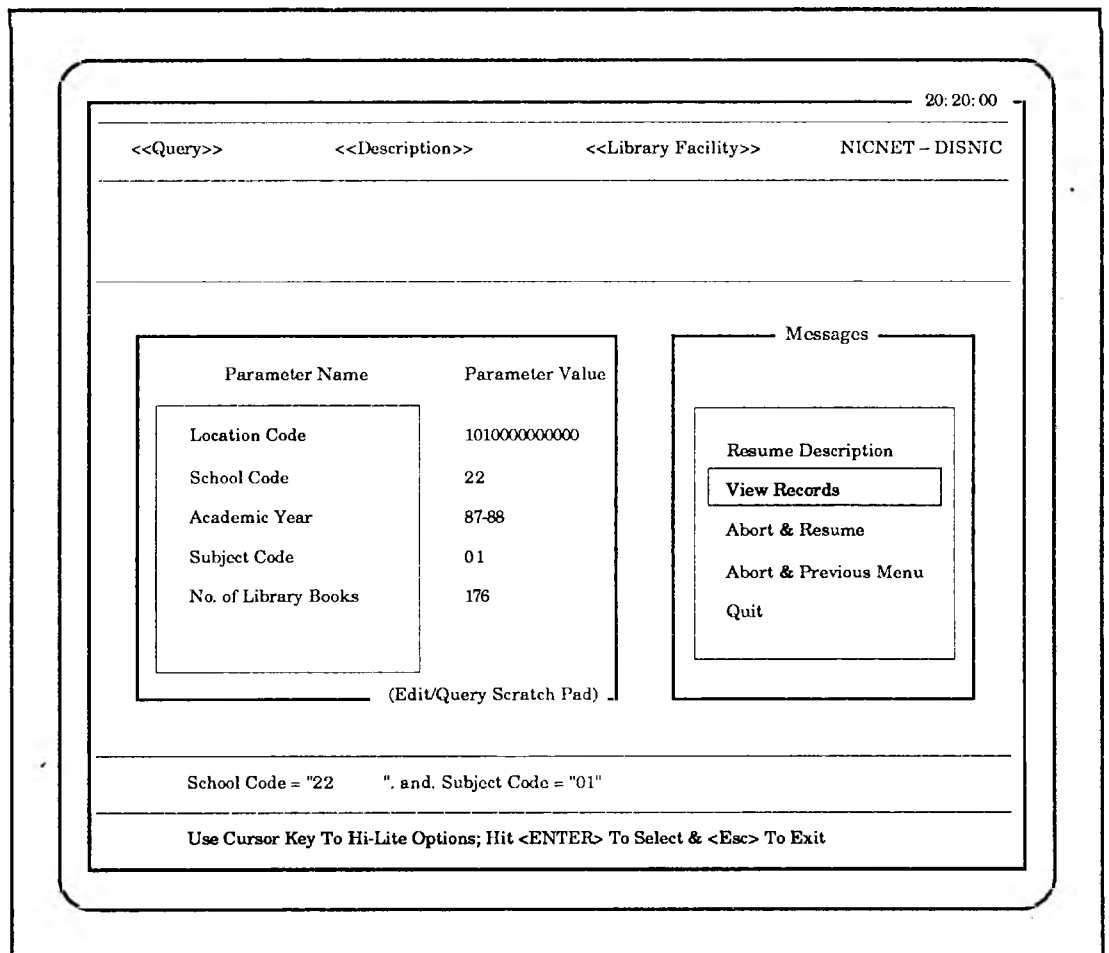 20:20:00
<<Query>> <<Description>> <<Library Facility>> NICNET – DISNIC
Messages
Parameter Name Parameter Value
Location Code 1010000000000
School Code 22
Academic Year 87-88
Subject Code 01
No. of Library Books 176
(Edit/Query Scratch Pad)
Resume Description
View Records
Abort & Resume
Abort & Previous Menu
Quit
School Code = "22 ". and. Subject Code = "01"
Use Cursor Key To Hi-Lite Options; Hit <ENTER> To Select & <Esc> To Exit